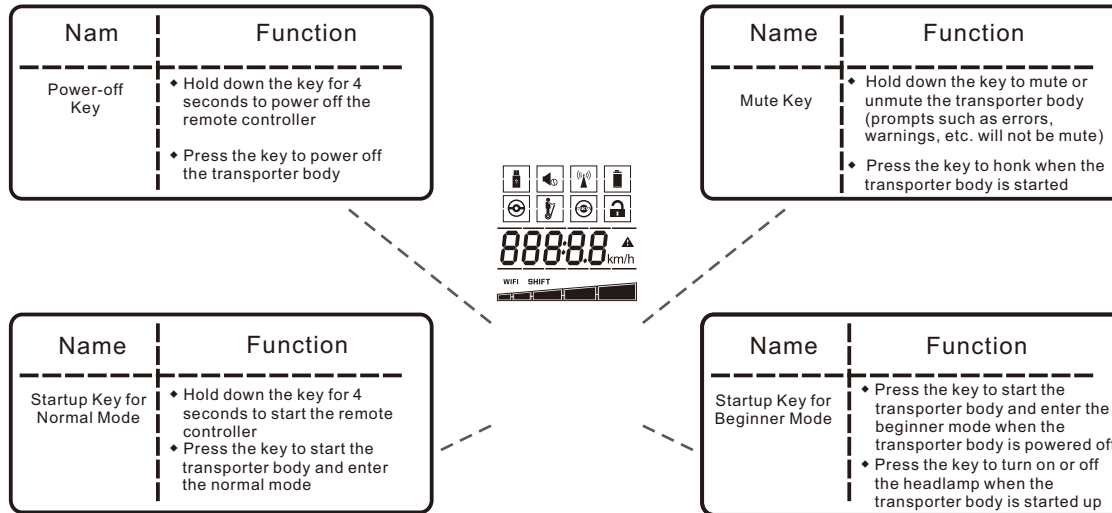 Nam Function
Power-off
Key
◆ Hold down the key for 4
seconds to power off the
remote controller
◆ Press the key to power off
the transporter body
Name Function
Mute Key
◆ Hold down the key to mute or
unmute the transporter body
(prompts such as errors,
warnings, etc. will not be mute)
◆ Press the key to honk when the
transporter body is started
888:8.8 km/h
WIFI SHIFT
Name Function
Startup Key for
Normal Mode
◆ Hold down the key for 4
seconds to start the remote
controller
◆ Press the key to start the
transporter body and enter
the normal mode
Name Function
Startup Key for
Beginner Mode
◆ Press the key to start the
transporter body and enter the
beginner mode when the
transporter body is powered off
◆ Press the key to turn on or off
the headlamp when the
transporter body is started up